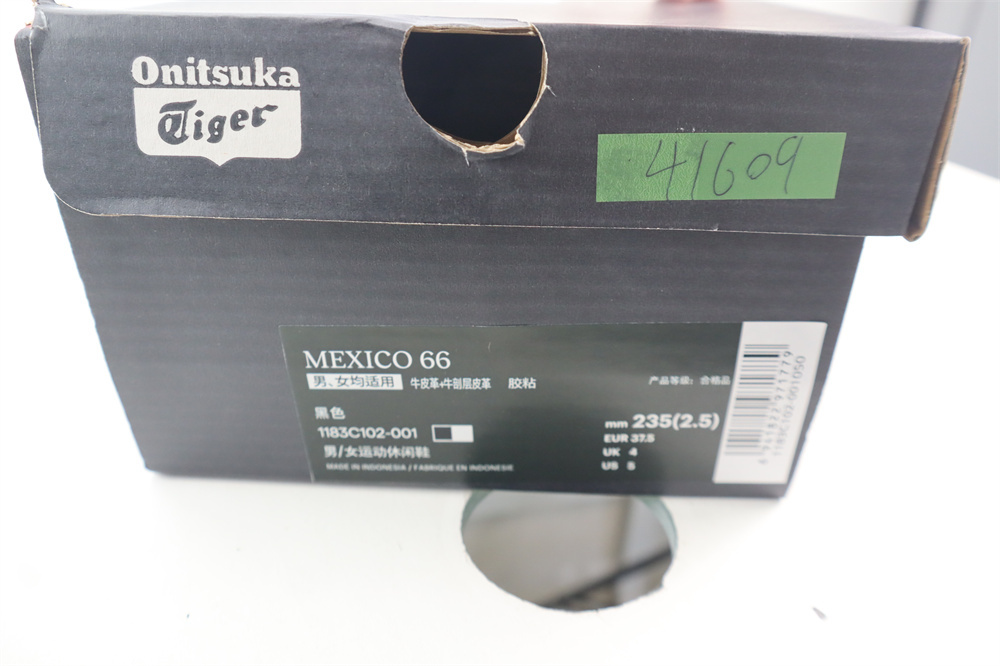 Onitsuka
Tiger
41609
MEXICO 66
男、女均适用 牛皮革+牛剖层皮革 胶粘 产品等级：合格品
黑色
1183C102-001
男/女运动休闲鞋
MADE IN INDONESIA / FABRIQUE EN INDONESIE
mm 235(2.5)
EUR 37.5
UK 4
US 5
1183C102-001050